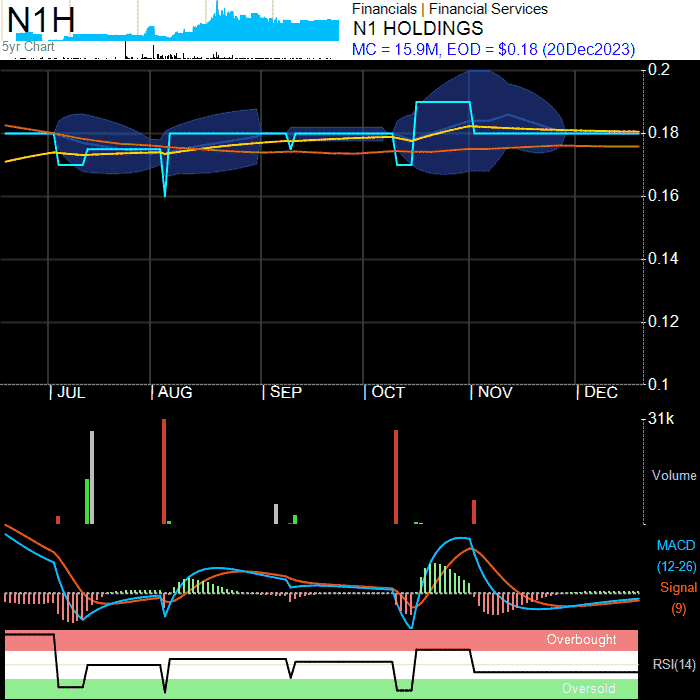 N1H
5yr Chart
Financials | Financial Services
N1 HOLDINGS
MC = 15.9M, EOD = $0.18 (20Dec2023)
0.2
0.18
0.16
0.14
0.12
0.1
| JUL | AUG | SEP | OCT | NOV | DEC
31k
Volume
MACD
(12-26)
Signal
(9)
Overbought
RSI(14)
Oversold